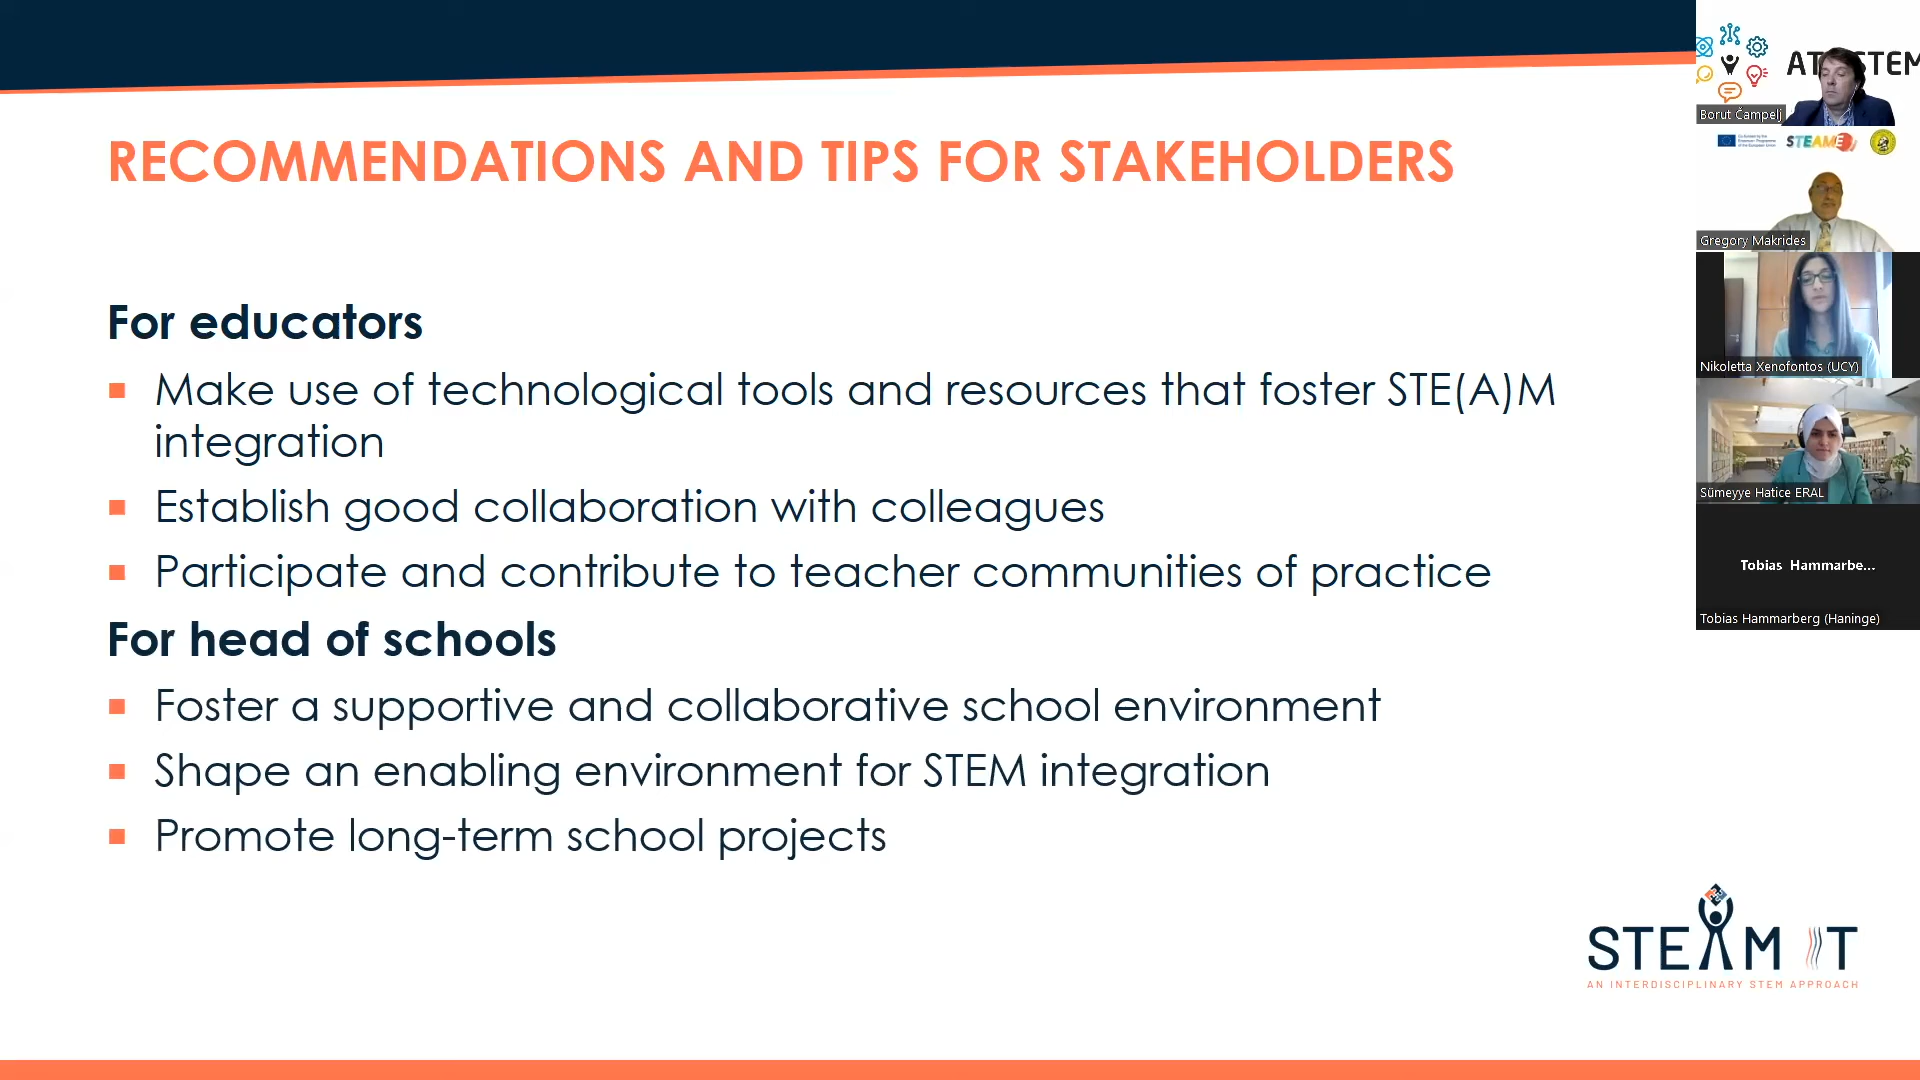 RECOMMENDATIONS AND TIPS FOR STAKEHOLDERS
For educators
Make use of technological tools and resources that foster STE(A)M
integration
Establish good collaboration with colleagues
Participate and contribute to teacher communities of practice
For head of schools
Foster a supportive and collaborative school environment
Shape an enabling environment for STEM integration
Promote long-term school projects
STEAM IT
AN INTERDISCIPLINARY STEM APPROACH
STEM
Borut Čampelj
STEAME
Gregory Makrides
Nikoletta Xenofontos (UCY)
Sümeyye Hatice ERAL
Tobias Hammarbe...
Tobias Hammarberg (Haninge)